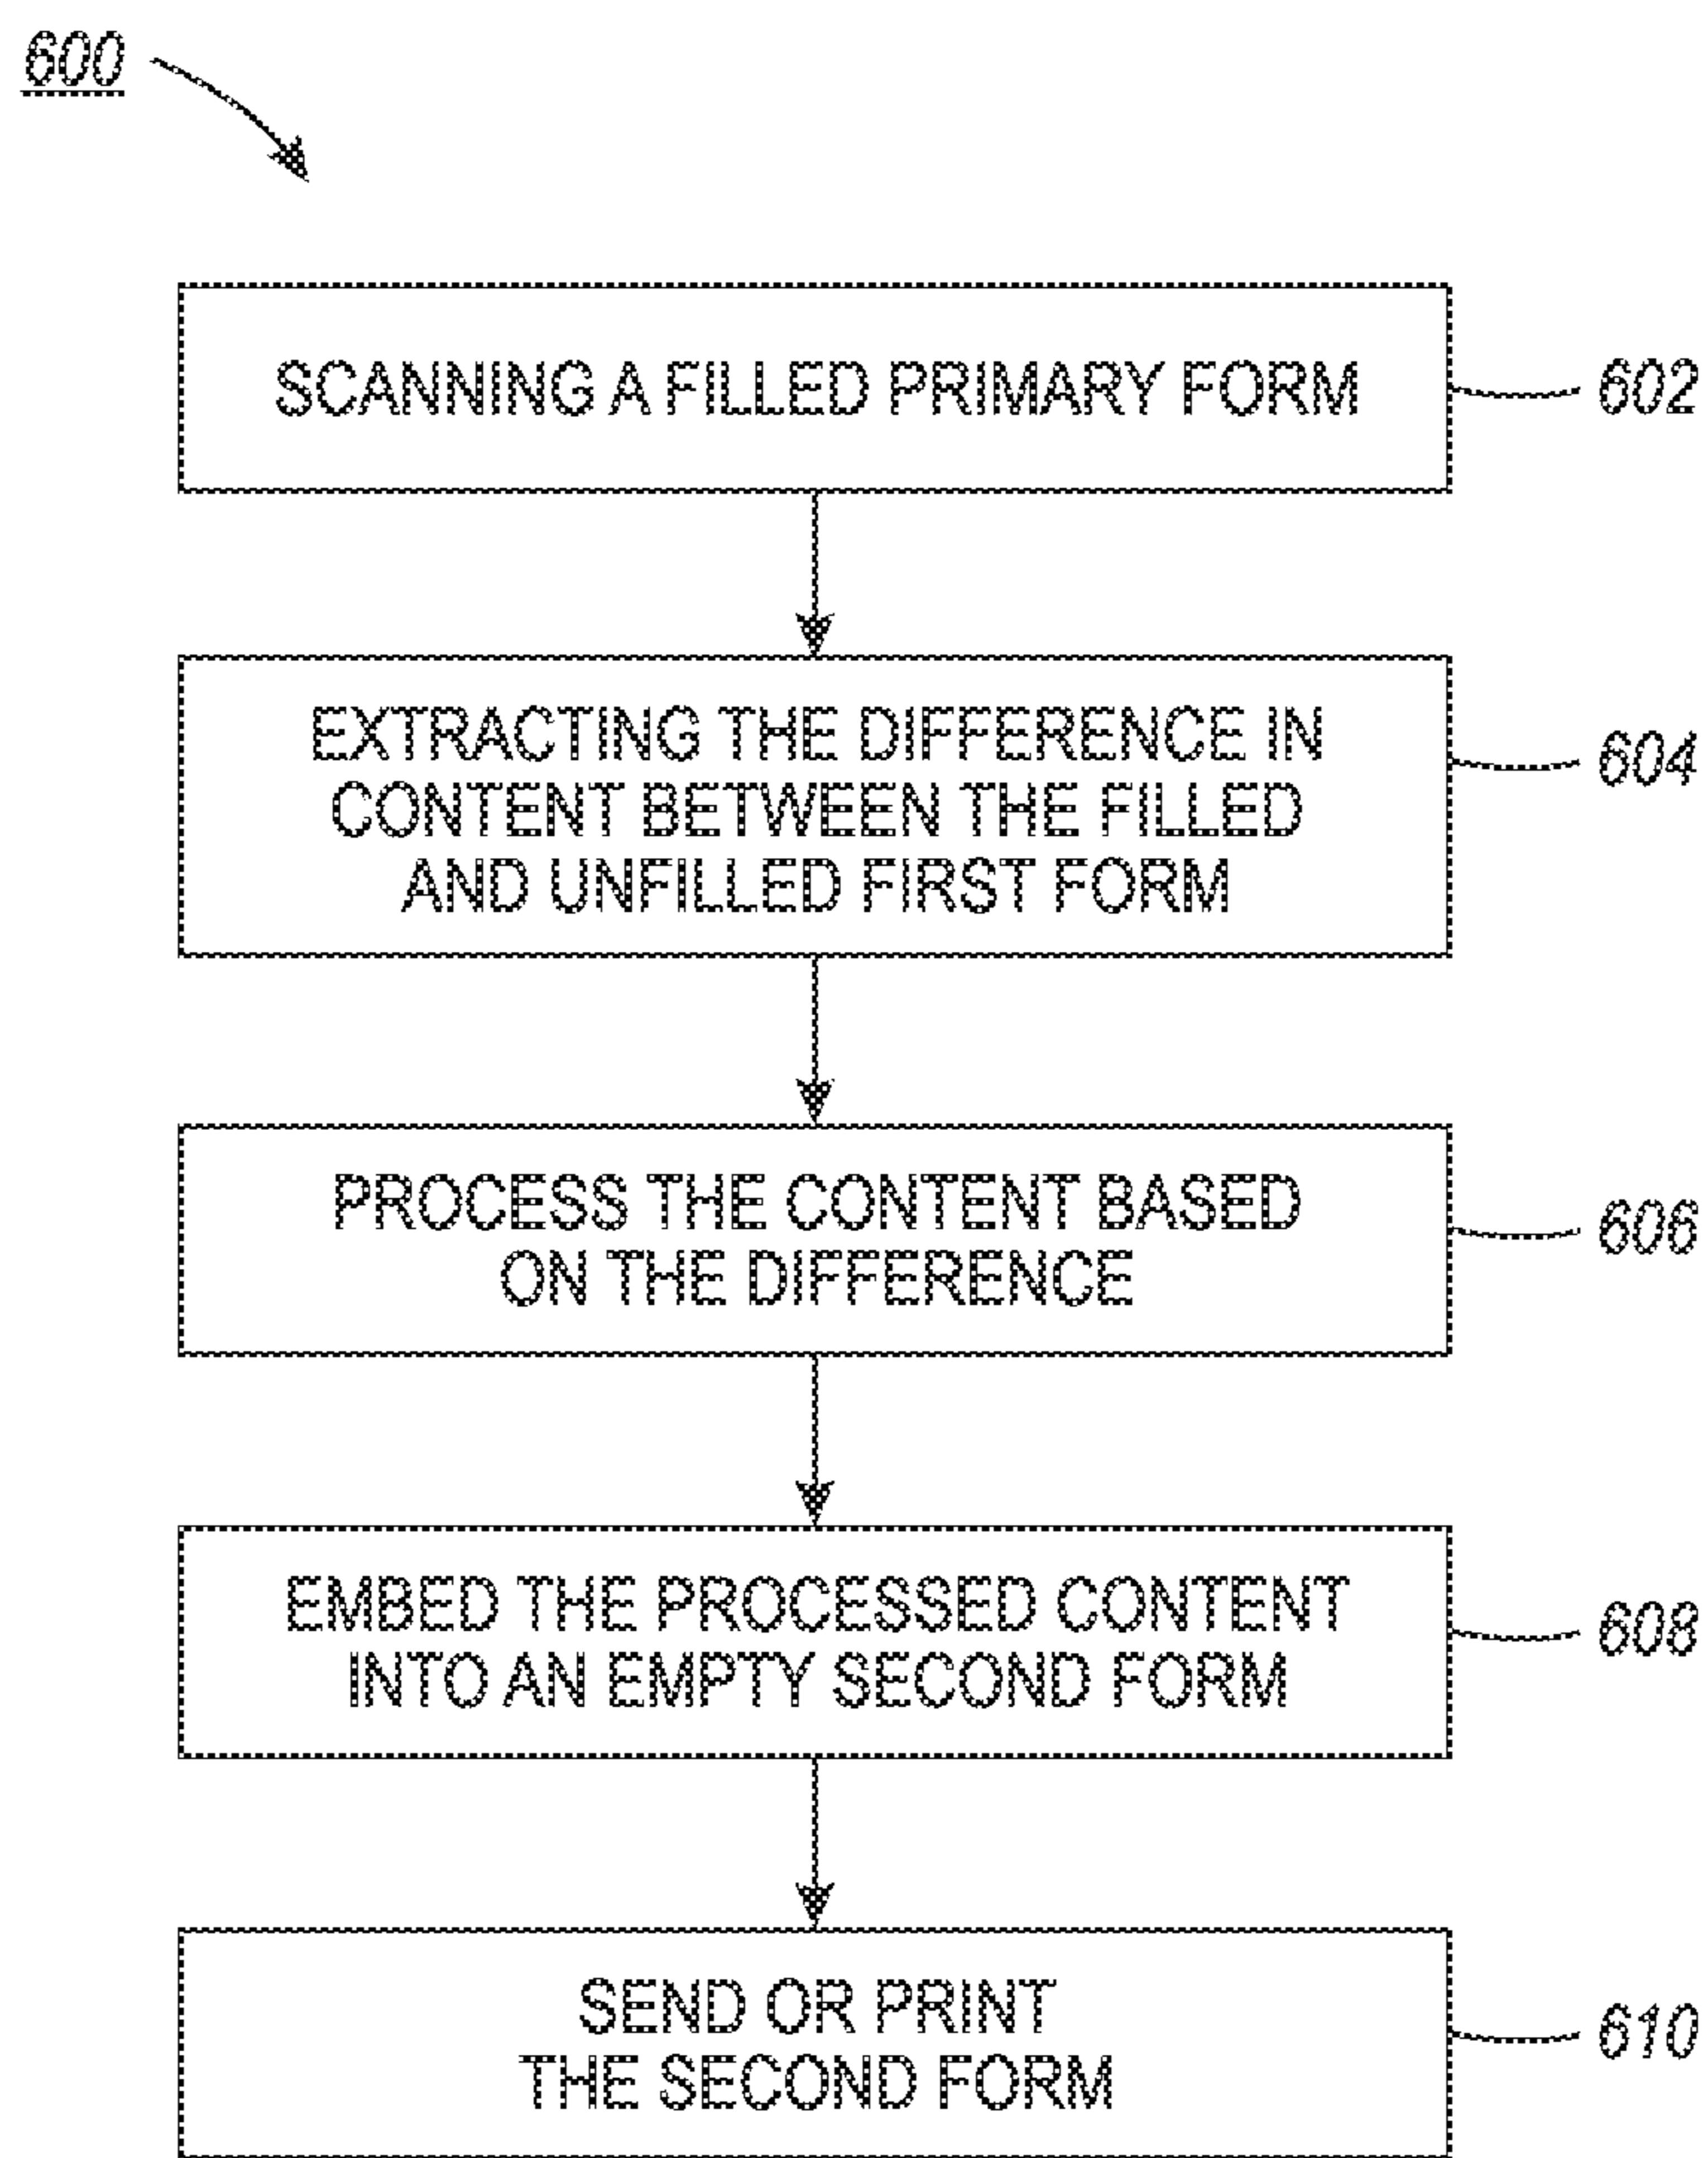 600
SCANNING A FILLED PRIMARY FORM
602
EXTRACTING THE DIFFERENCE IN
CONTENT BETWEEN THE FILLED
AND UNFILLED FIRST FORM
604
PROCESS THE CONTENT BASED
ON THE DIFFERENCE
606
EMBED THE PROCESSED CONTENT
INTO AN EMPTY SECOND FORM
608
SEND OR PRINT
THE SECOND FORM
610